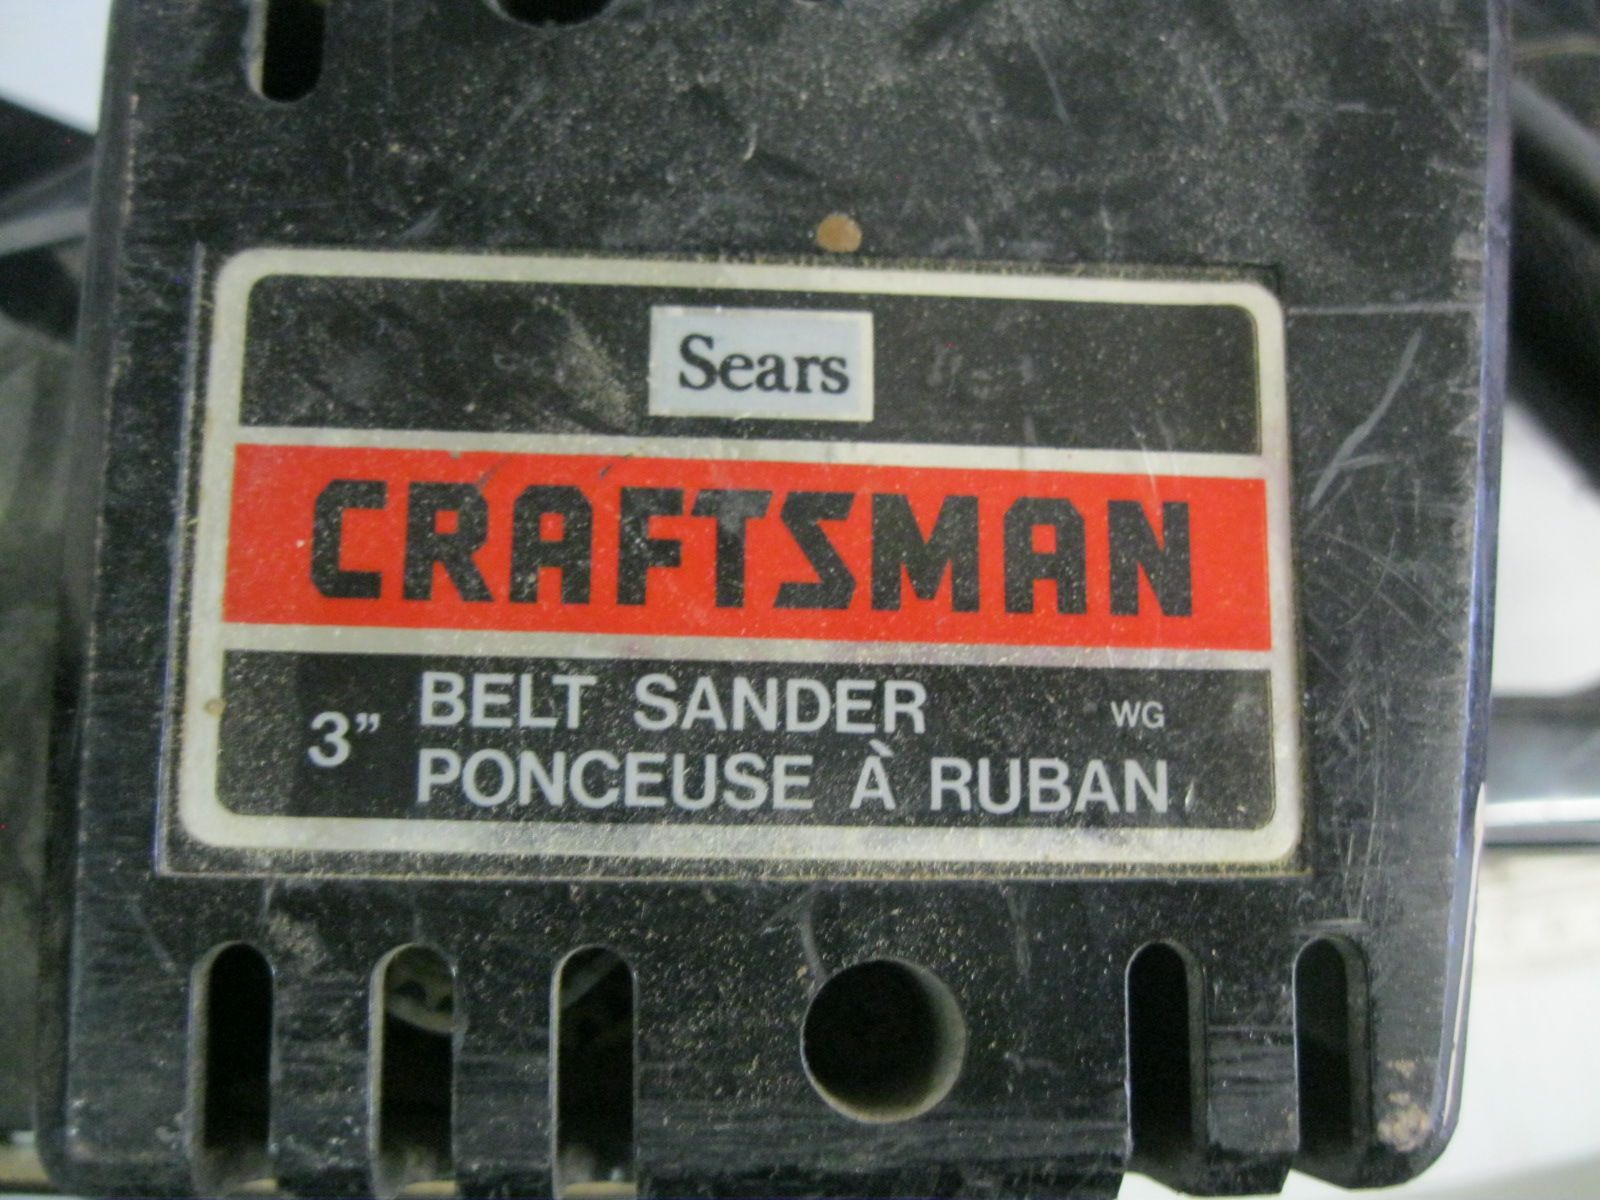 Sears
CRAFTSMAN
3” BELT SANDER WG
PONCEUSE À RUBAN